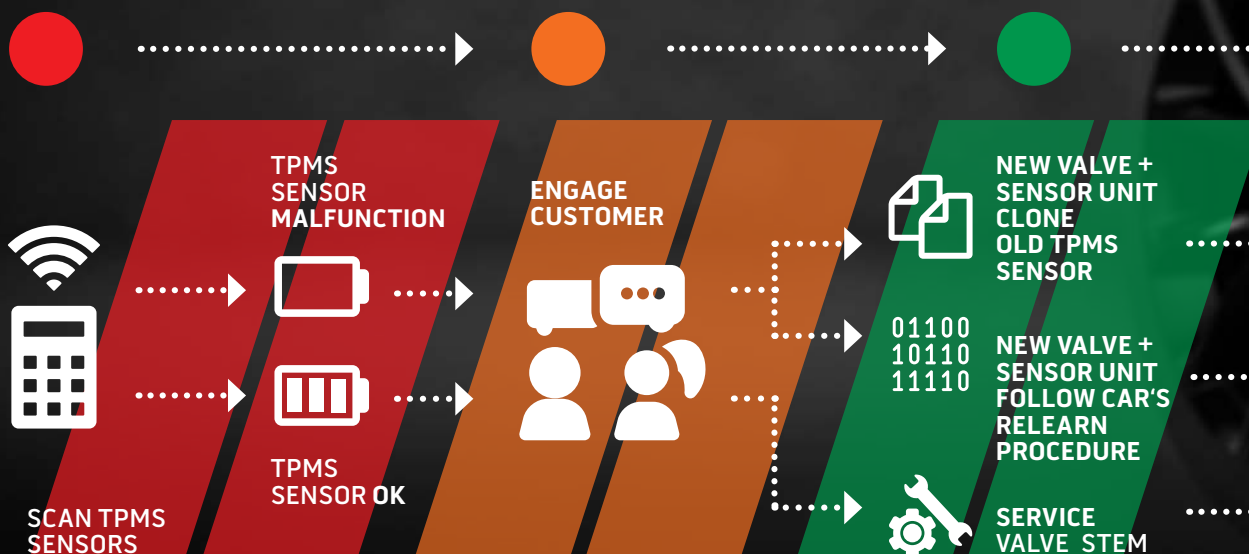 SCAN TPMS
SENSORS
TPMS
SENSOR
MALFUNCTION
TPMS
SENSOR OK
ENGAGE
CUSTOMER
NEW VALVE +
SENSOR UNIT
CLONE
OLD TPMS
SENSOR
01100
10110
11110
NEW VALVE +
SENSOR UNIT
FOLLOW CAR'S
RELEARN
PROCEDURE
SERVICE
VALVE STEM